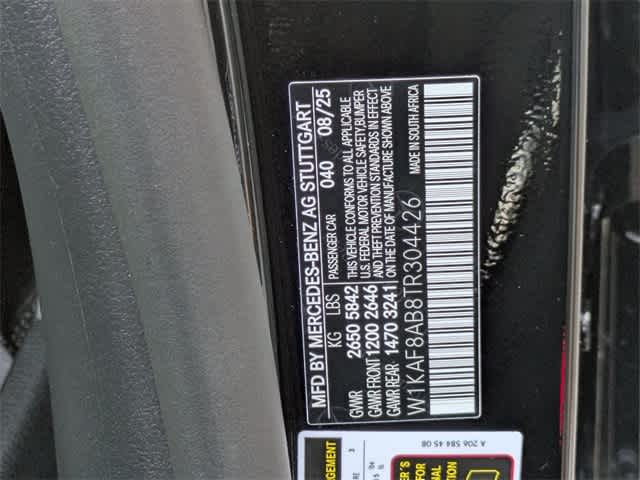 MFD BY MERCEDES-BENZ AG STUTTGART
PASSENGER CAR 040 08/25
KG LBS
GWR 2650 5842
GAWR FRONT 1200 2646
GAWR REAR 1470 3241
THIS VEHICLE CONFORMS TO ALL APPLICABLE
U.S. FEDERAL MOTOR VEHICLE SAFETY,BUMPER
AND THEFT PREVENTION STANDARDS IN EFFECT
ON THE DATE OF MANUFACTURE SHOWN ABOVE
MADE IN SOUTH AFRICA
W1KAF8AB8TR304426
A 206 584 45 08